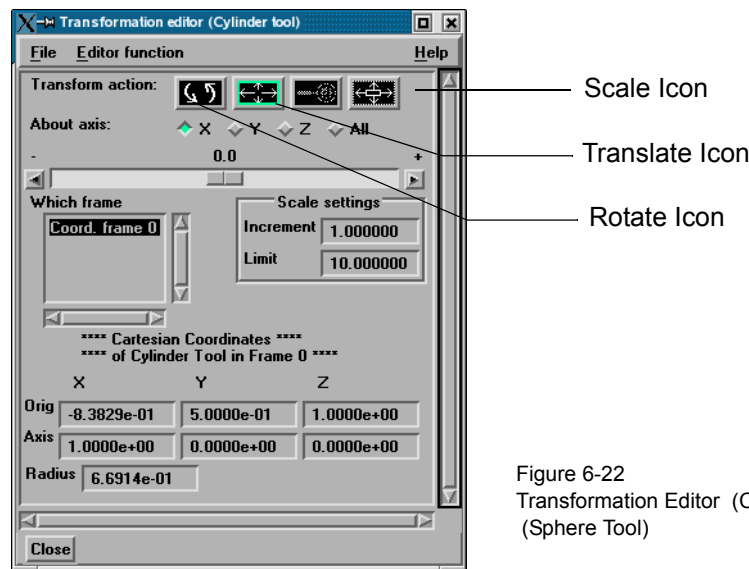 Transformation editor (Cylinder tool)
File Editor function Help
Transform action:
Scale Icon
About axis: X Y Z All
- 0.0 +
Translate Icon
Which frame
Coord. frame 0
Scale settings
Increment 1.000000
Limit 10.000000
Rotate Icon
**** Cartesian Coordinates ****
**** of Cylinder Tool in Frame 0 ****
X Y Z
Orig -8.3829e-01 5.0000e-01 1.0000e+00
Axis 1.0000e+00 0.0000e+00 0.0000e+00
Radius 6.6914e-01
Close
Figure 6-22
Transformation Editor (C
(Sphere Tool)